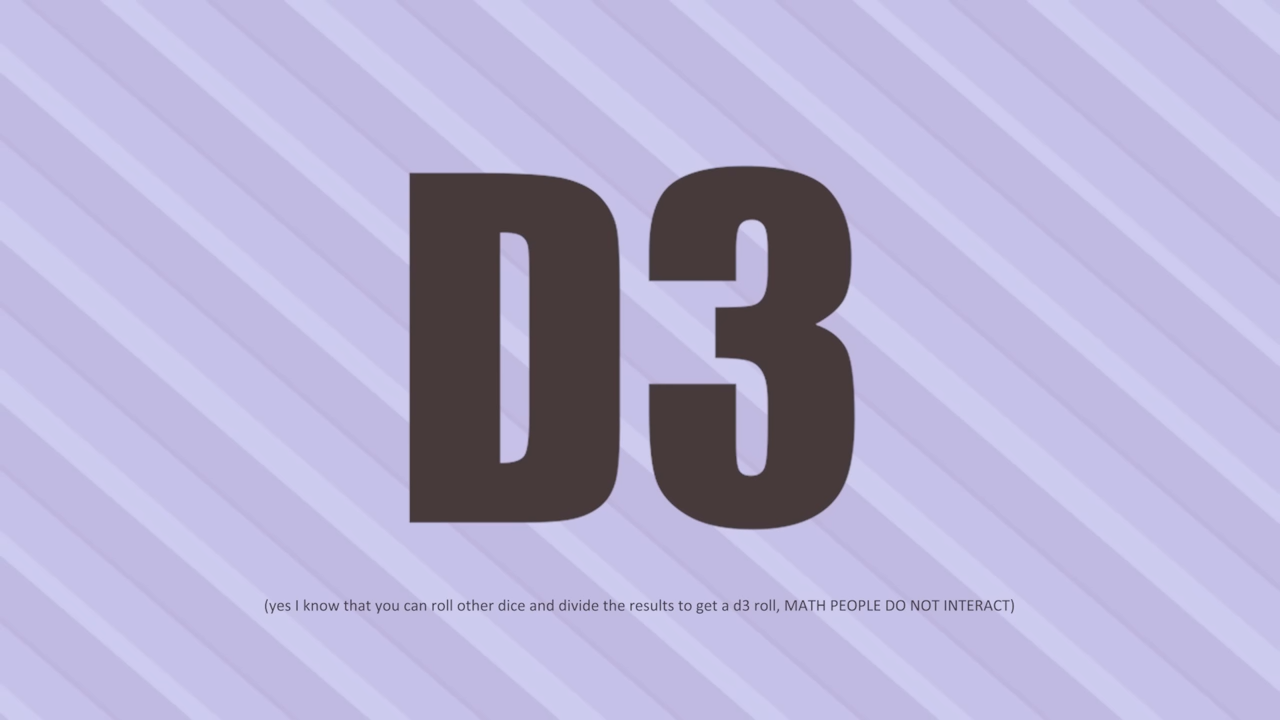 D3
(yes I know that you can roll other dice and divide the results to get a d3 roll, MATH PEOPLE DO NOT INTERACT)